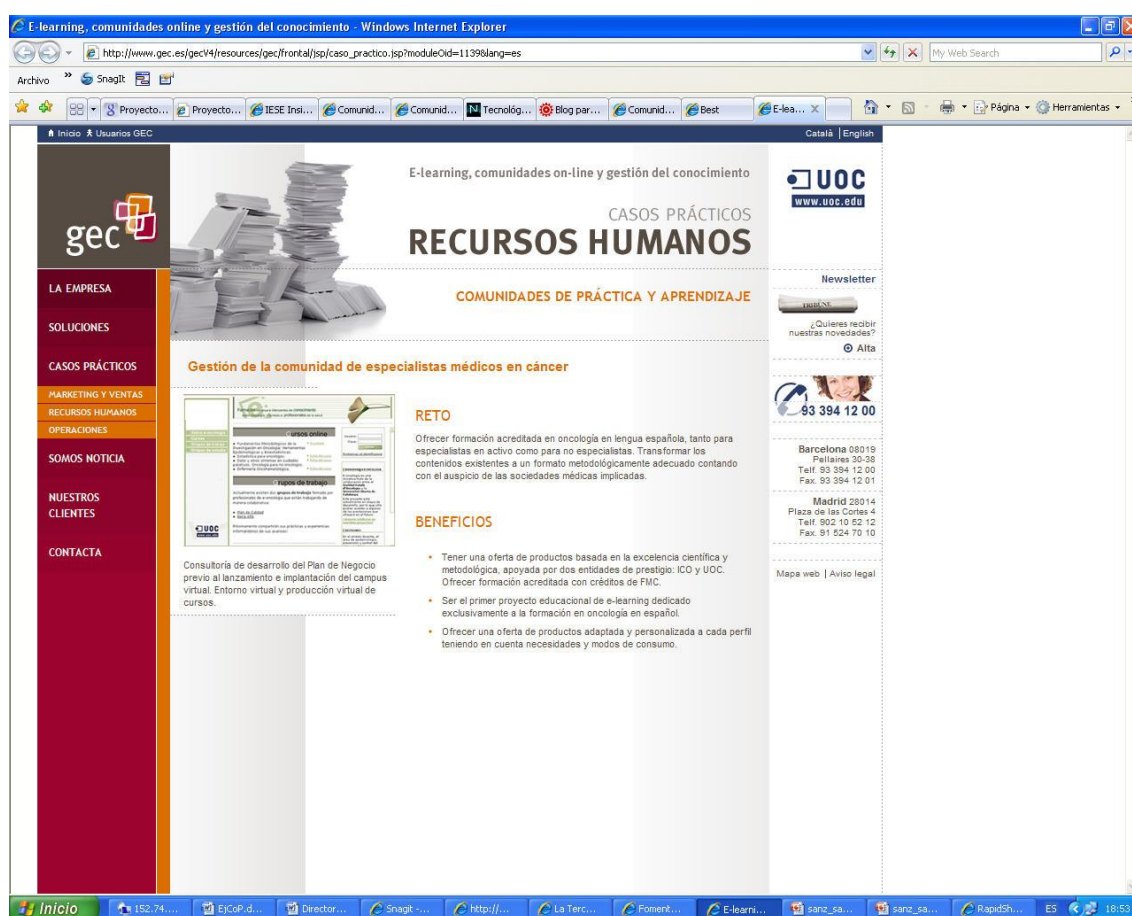 E-learning, comunidades online y gestión del conocimiento - Windows Internet Explorer
http://www.gec.es/gecV4/resources/gec/frontal/jsp/caso_practico.jsp?moduleOid=1139&lang=es
My Web Search
Archivo » SnagIt
Proyecto... Proyecto... IESE Insi... Comunid... Comunid... Tecnológ... Blog par... Comunid... Best E-lea... Página Herramientas
Inicio Usuarios GEC
Català | English
gec
E-learning, comunidades on-line y gestión del conocimiento
CASOS PRÁCTICOS
RECURSOS HUMANOS
COMUNIDADES DE PRÁCTICA Y APRENDIZAJE
UOC
www.uoc.edu
LA EMPRESA
SOLUCIONES
CASOS PRÁCTICOS
MARKETING Y VENTAS
RECURSOS HUMANOS
OPERACIONES
SOMOS NOTICIA
NUESTROS
CLIENTES
CONTACTA
Gestión de la comunidad de especialistas médicos en cáncer
ursos online
rupos de trabajo
UOC
Consultoría de desarrollo del Plan de Negocio
previo al lanzamiento e implantación del campus
virtual. Entorno virtual y producción virtual de
cursos.
RETO
Ofrecer formación acreditada en oncología en lengua española, tanto para
especialistas en activo como para no especialistas. Transformar los
contenidos existentes a un formato metodológicamente adecuado contando
con el auspicio de las sociedades médicas implicadas.
BENEFICIOS
Tener una oferta de productos basada en la excelencia científica y
metodológica, apoyada por dos entidades de prestigio: ICO y UOC.
Ofrecer formación acreditada con créditos de FMC.
Ser el primer proyecto educacional de e-learning dedicado
exclusivamente a la formación en oncología en español.
Ofrecer una oferta de productos adaptada y personalizada a cada perfil
teniendo en cuenta necesidades y modos de consumo.
Newsletter
TRIBUNE
¿Quieres recibir
nuestras novedades?
Alta
93 394 12 00
Barcelona 08019
Pellaires 30-38
Telf. 93 394 12 00
Fax. 93 394 12 01
Madrid 28014
Plaza de las Cortes 4
Telf. 902 10 52 12
Fax. 91 524 70 10
Mapa web | Aviso legal
Inicio 152.74.... EjCoP.d... Director... Snagit -... http://... La Terc... Foment... E-learni... sanz_sa... sanz_sa... RapidSh... ES 18:53